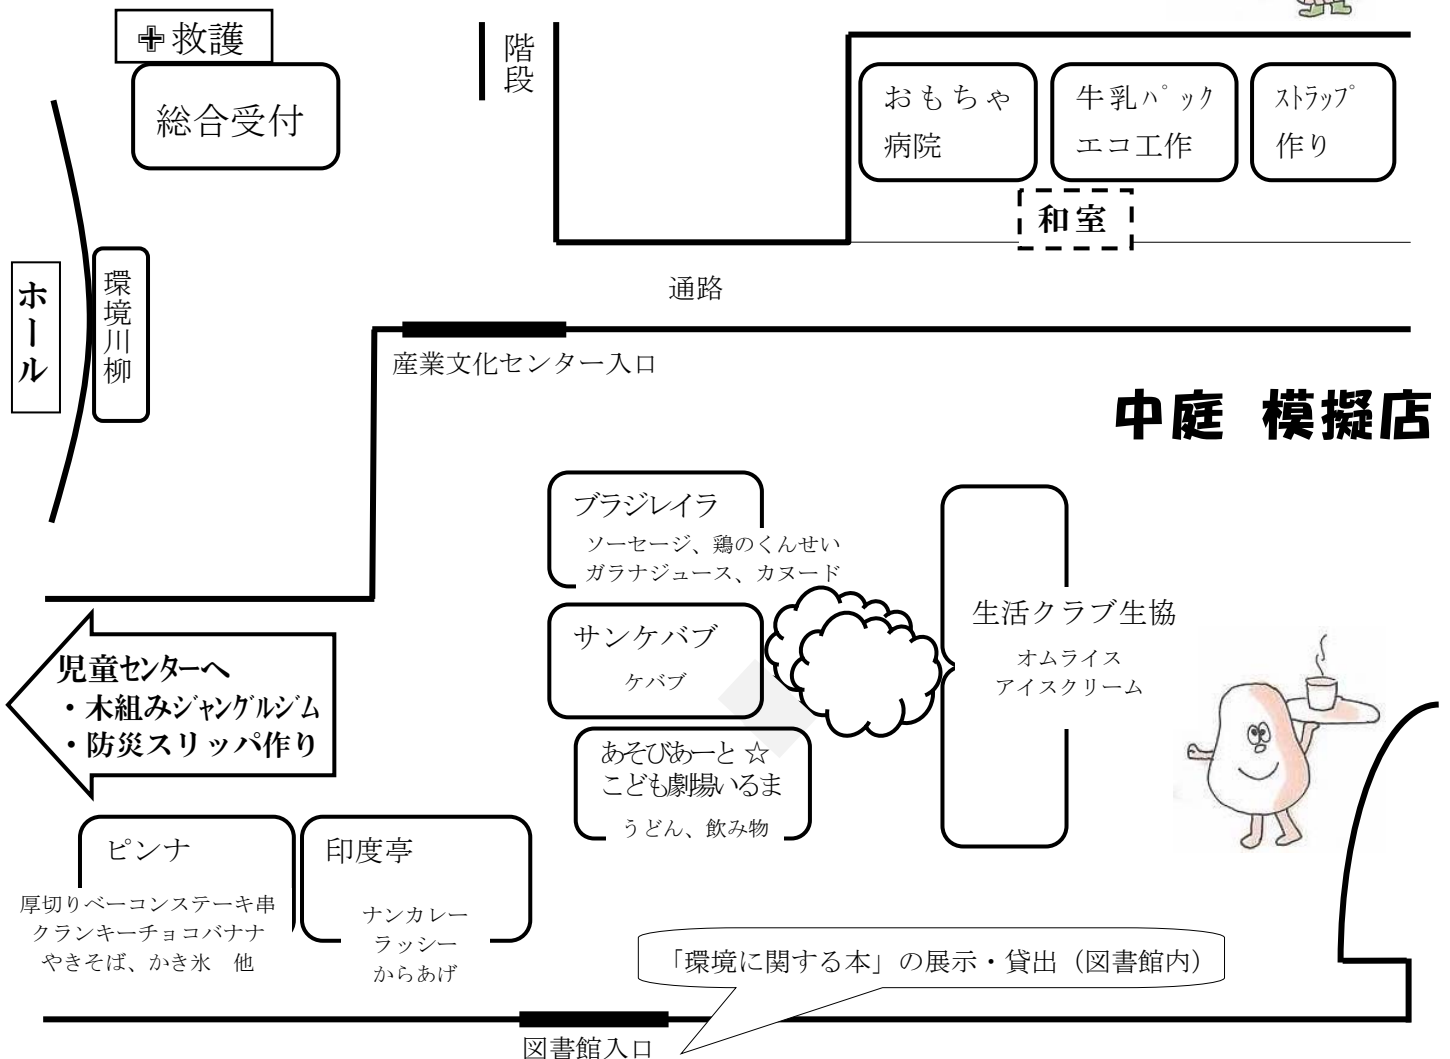 ✚救護
総合受付
階段
おもちゃ
病院
牛乳ﾊﾟｯｸ
エコ工作
ｽﾄﾗｯﾌﾟ
作り
和室
ホール
環境川柳
通路
産業文化センター入口
中庭 模擬店
ブラジレイラ
ソーセージ、鶏のくんせい
ガラナジュース、カヌード
サンケバブ
ケバブ
あそびあーと☆
こども劇場いるま
うどん、飲み物
生活クラブ生協
オムライス
アイスクリーム
児童センターへ
・木組みジャングルジム
・防災スリッパ作り
ピンナ
厚切りベーコンステーキ串
クランキーチョコバナナ
やきそば、かき氷　他
印度亭
ナンカレー
ラッシー
からあげ
「環境に関する本」の展示・貸出（図書館内）
図書館入口